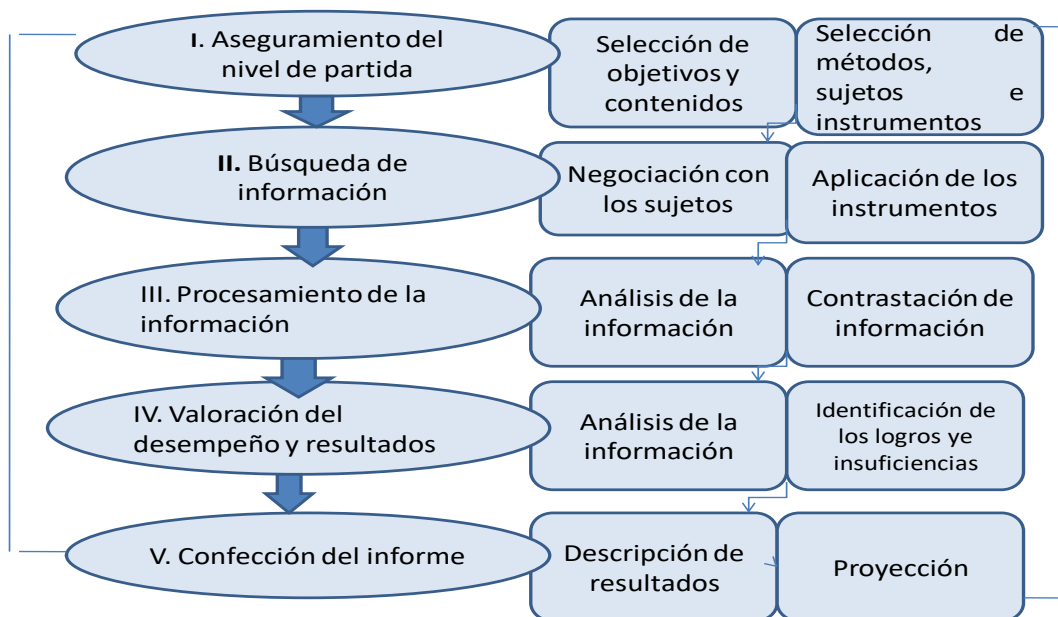 I. Aseguramiento del
nivel de partida
Selección de
objetivos y
contenidos
Selección de
métodos,
sujetos e
instrumentos
II. Búsqueda de
información
Negociación con
los sujetos
Aplicación de los
instrumentos
III. Procesamiento de la
información
Análisis de la
información
Contrastación de
información
IV. Valoración del
desempeño y resultados
Análisis de la
información
Identificación de
los logros ye
insuficiencias
V. Confección del informe
Descripción de
resultados
Proyección